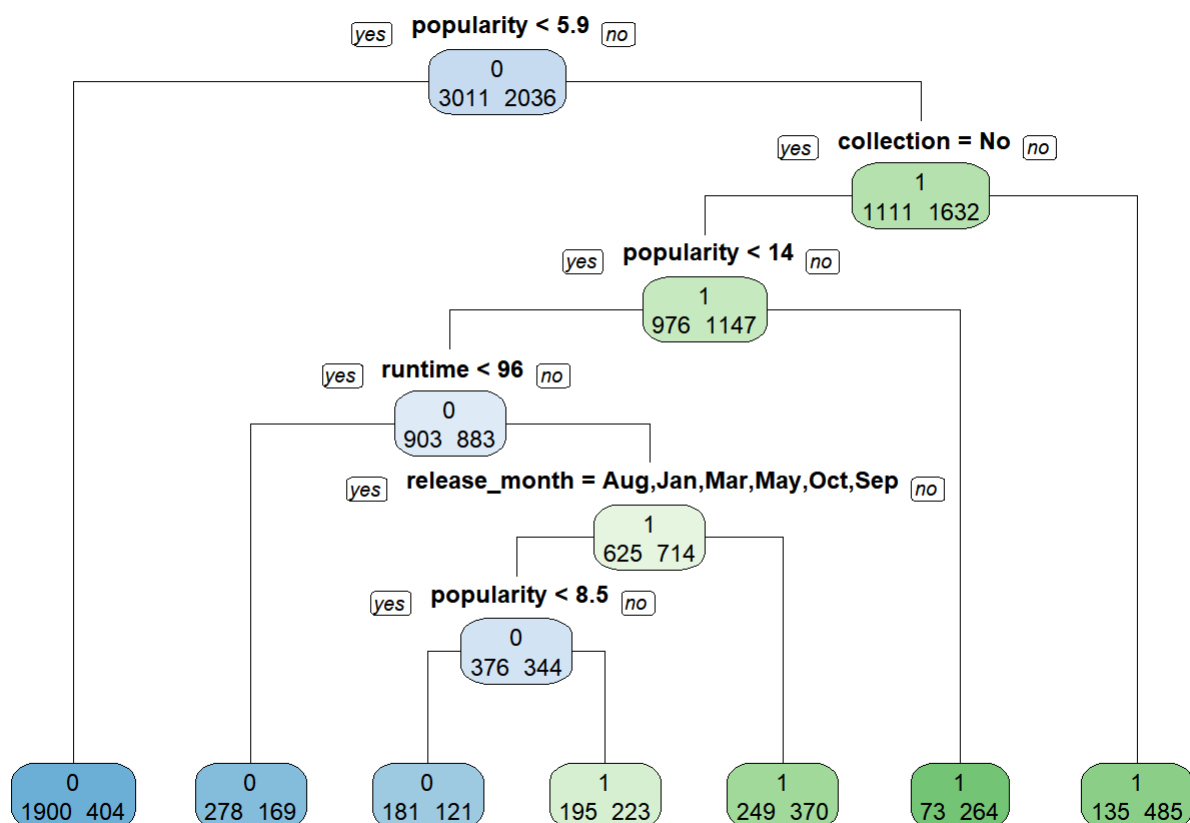 popularity < 5.9
yes no
0
3011 2036
collection = No
yes no
1
1111 1632
popularity < 14
yes no
1
976 1147
runtime < 96
yes no
0
903 883
release_month = Aug,Jan,Mar,May,Oct,Sep
yes no
1
625 714
popularity < 8.5
yes no
0
376 344
0 0 0 1 1 1 1
1900 404 278 169 181 121 195 223 249 370 73 264 135 485